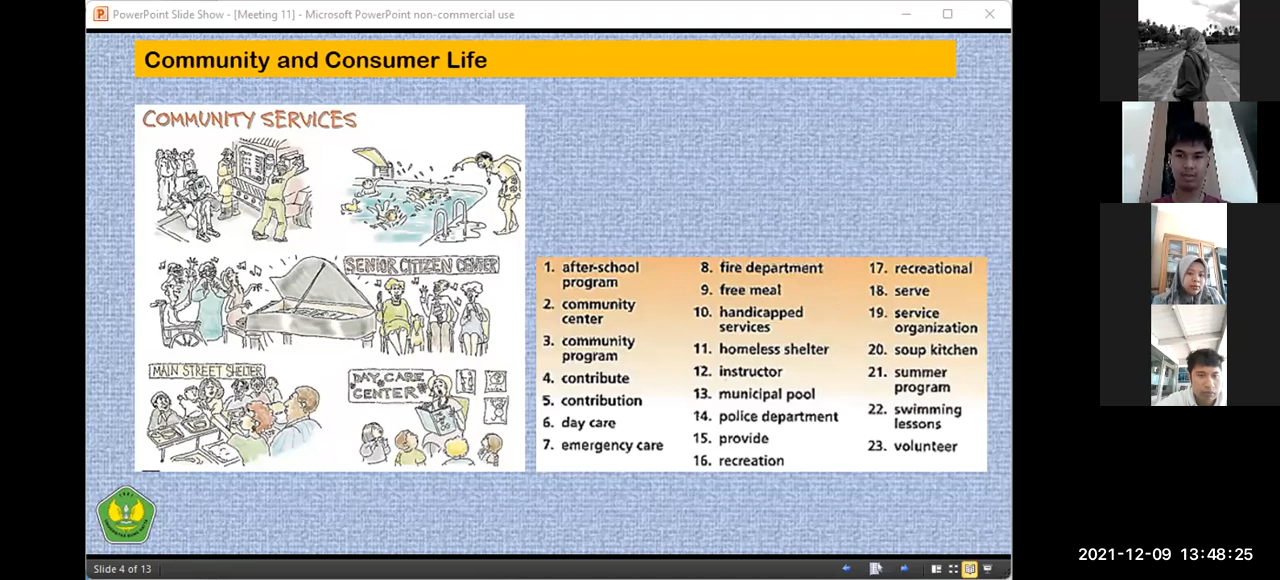 PowerPoint Slide Show - [Meeting 11] - Microsoft PowerPoint non-commercial use
Community and Consumer Life
COMMUNITY SERVICES
SENIOR CITIZEN CENTER
MAIN STREET SHELTER
DAY CARE
CENTER
1. after-school
program
2. community
center
3. community
program
4. contribute
5. contribution
6. day care
7. emergency care
8. fire department
9. free meal
10. handicapped
services
11. homeless shelter
12. instructor
13. municipal pool
14. police department
15. provide
16. recreation
17. recreational
18. serve
19. service
organization
20. soup kitchen
21. summer
program
22. swimming
lessons
23. volunteer
Slide 4 of 13
2021-12-09 13:48:25